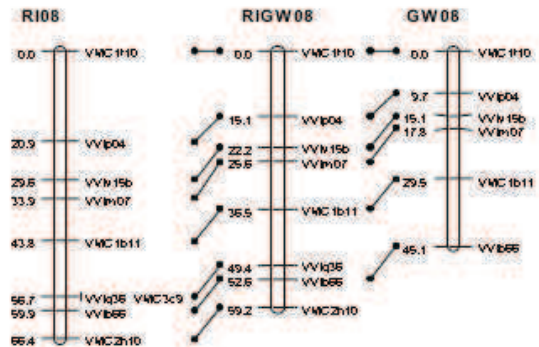 RI08
0.0 VMC1f10
20.9 VVIp04
29.6 VVIv15b
33.9 VVIm07
43.8 VMC1b11
56.7 VVIq36 VMC3c9
59.9 VVIb66
66.4 VMC2h10
RIGW08
0.0 VMC1f10
15.1 VVIp04
22.2 VVIv15b
25.6 VVIm07
36.5 VMC1b11
49.4 VVIq36
52.6 VVIb66
59.2 VMC2h10
GW08
0.0 VMC1f10
9.7 VVIp04
15.1 VVIv15b
17.8 VVIm07
29.5 VMC1b11
45.1 VVIb66